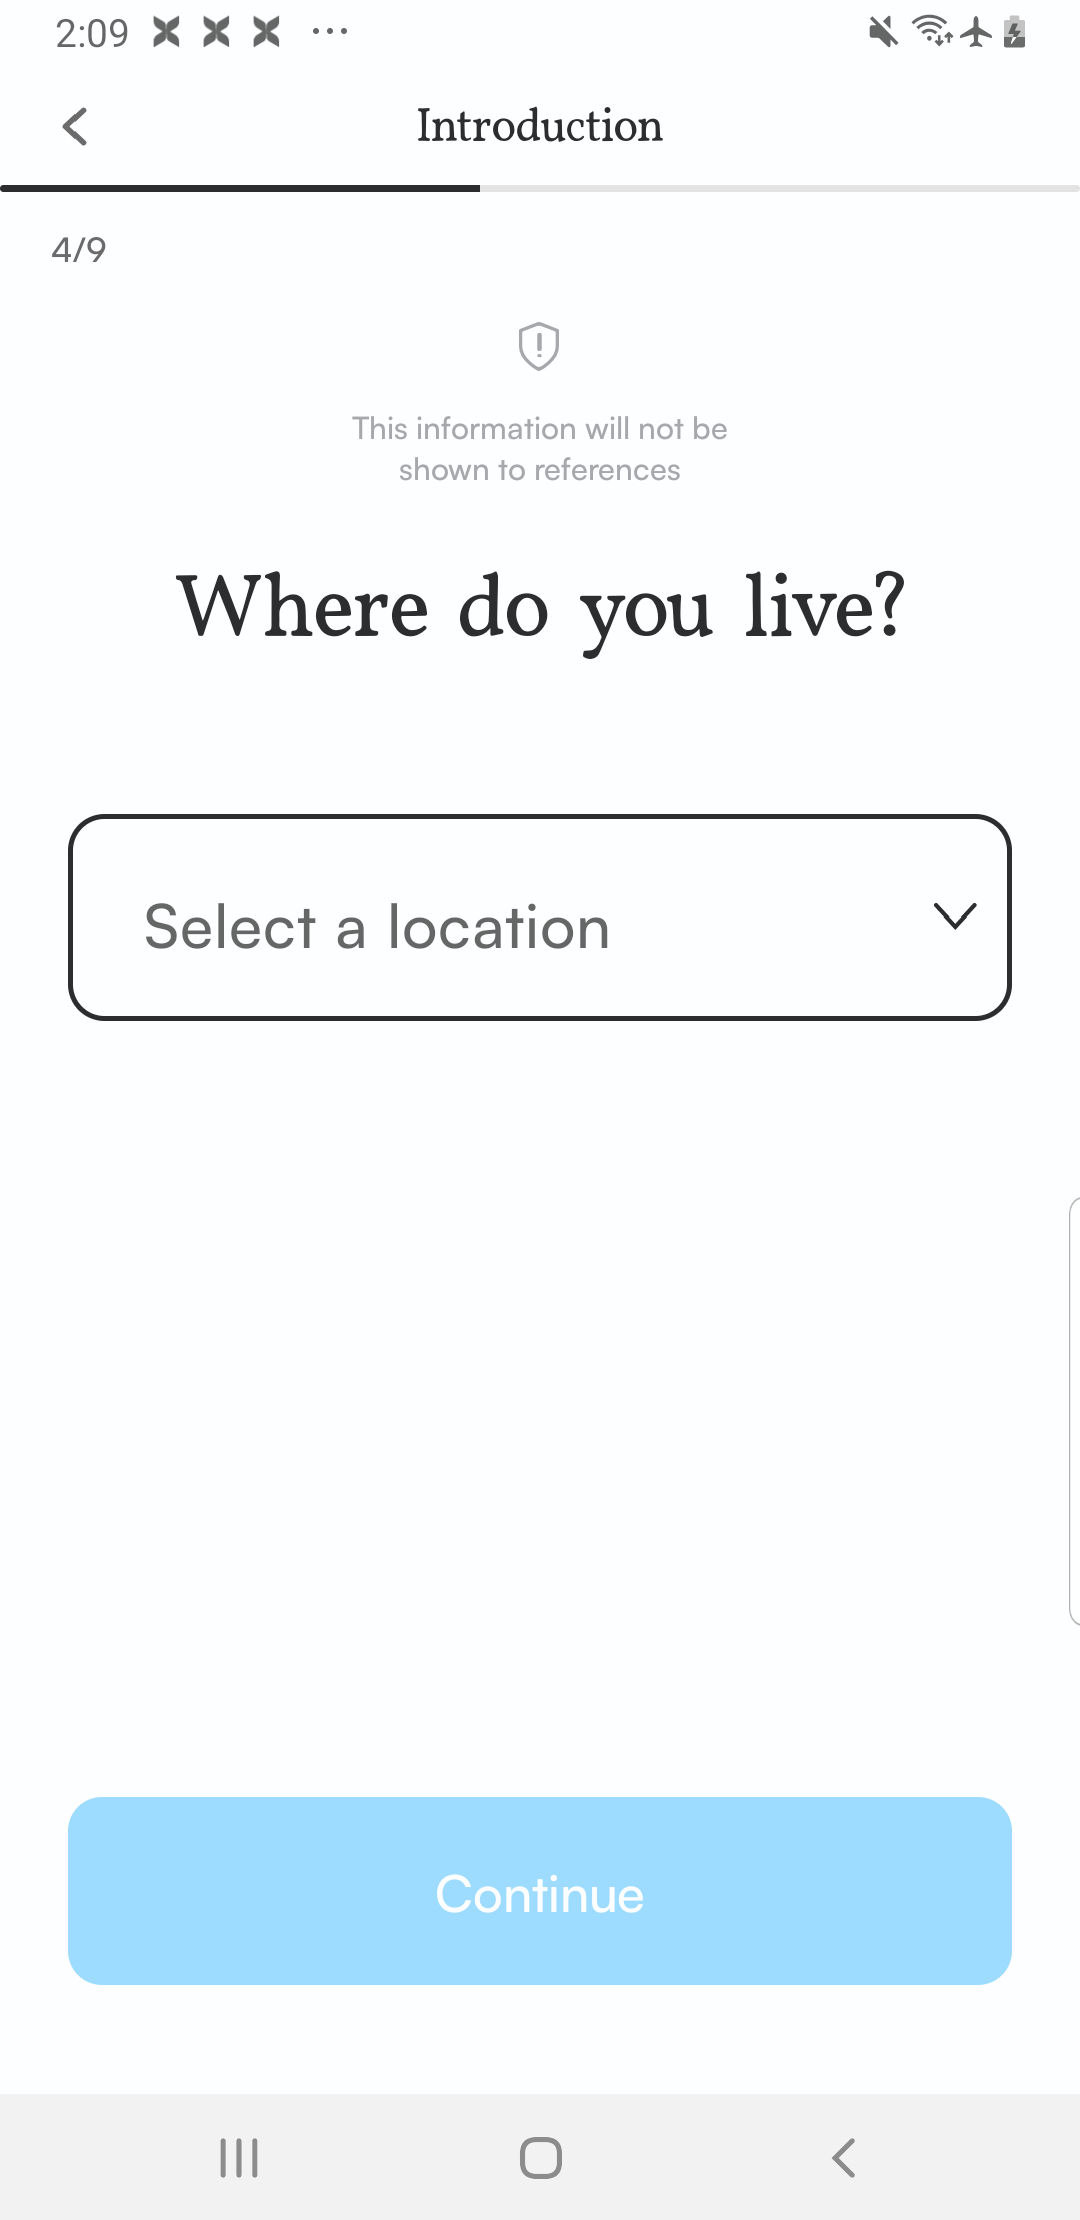 2:09
Introduction
4/9
This information will not be
shown to references
Where do you live?
Select a location
Continue